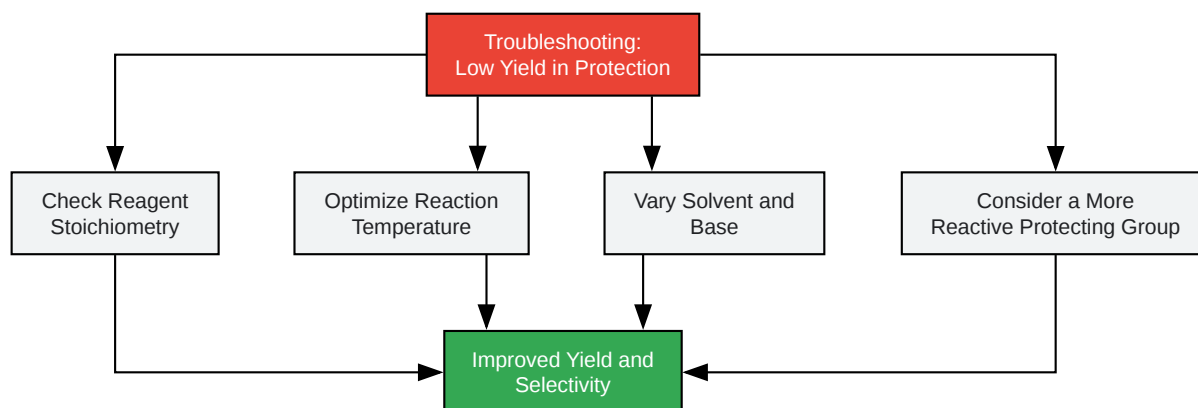 Troubleshooting:
Low Yield in Protection
Check Reagent
Stoichiometry
Optimize Reaction
Temperature
Vary Solvent and
Base
Consider a More
Reactive Protecting Group
Improved Yield and
Selectivity